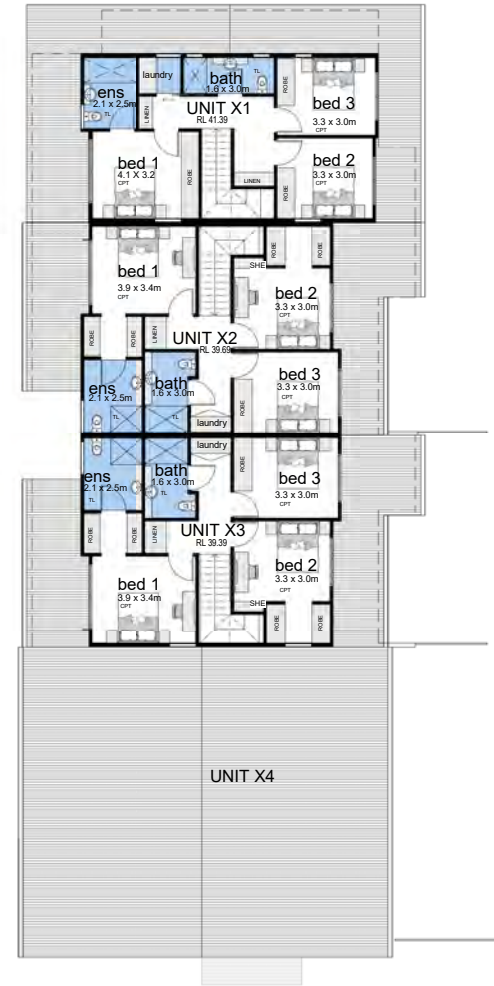 ens
2.1 x 2.5m
TL
laundry
TL
bath
1.6 x 3.0m
ROBE
bed 3
3.3 x 3.0m
CPT
LINEN
UNIT X1
RL 41.39
bed 1
4.1 X 3.2
CPT
ROBE
LINEN
ROBE
bed 2
3.3 x 3.0m
CPT
bed 1
3.9 x 3.4m
CPT
ROBE
ROBE
SHE
bed 2
3.3 x 3.0m
CPT
ROBE
ROBE
LINEN
UNIT X2
RL 39.69
ens
2.1 x 2.5m
TL
bath
1.6 x 3.0m
TL
laundry
ROBE
bed 3
3.3 x 3.0m
CPT
ens
2.1 x 2.5m
TL
bath
1.6 x 3.0m
TL
laundry
ROBE
bed 3
3.3 x 3.0m
CPT
ROBE
ROBE
LINEN
UNIT X3
RL 39.39
bed 1
3.9 x 3.4m
CPT
bed 2
3.3 x 3.0m
CPT
SHE
ROBE
ROBE
UNIT X4